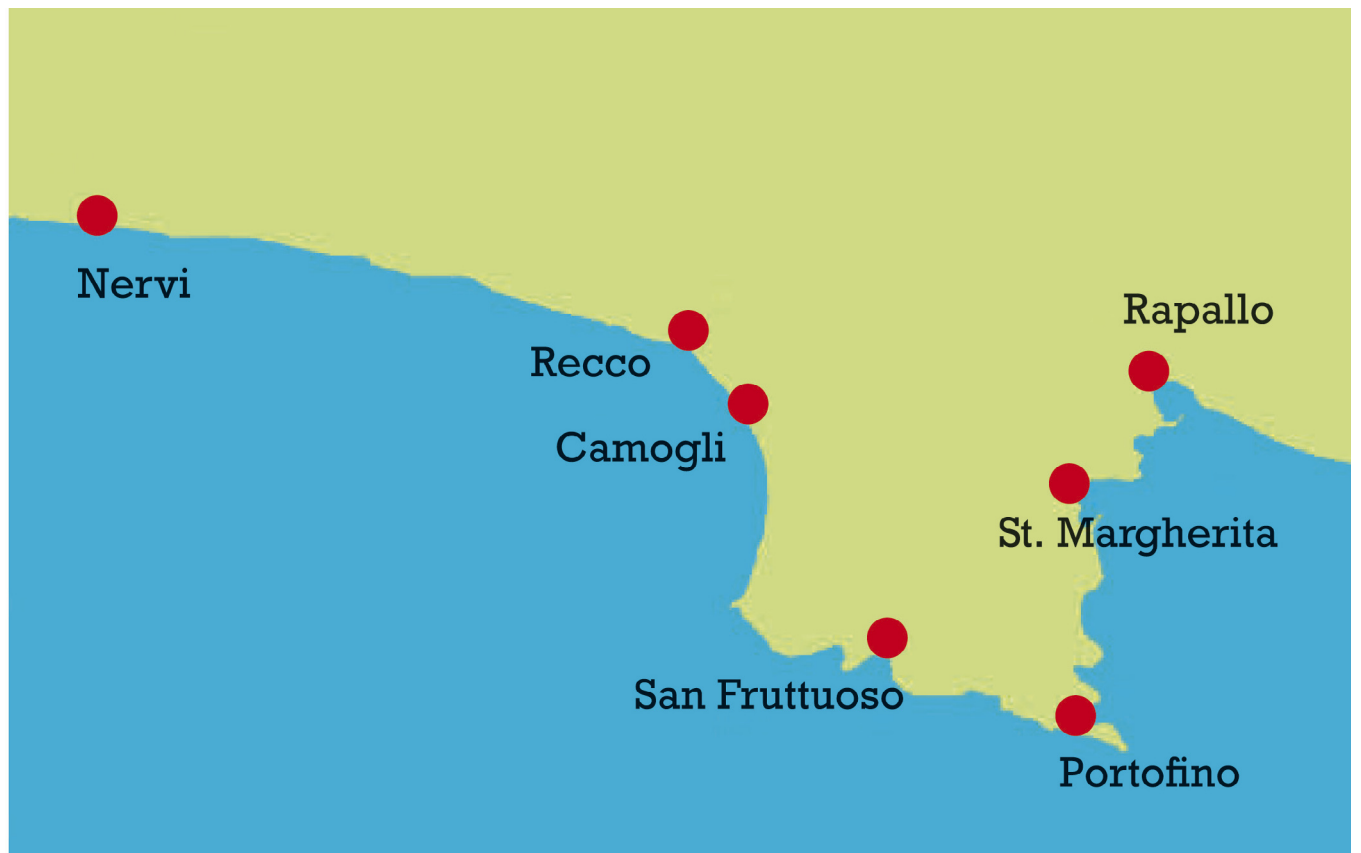 Nervi
Rapallo
Recco
Camogli
St. Margherita
San Fruttuoso
Portofino